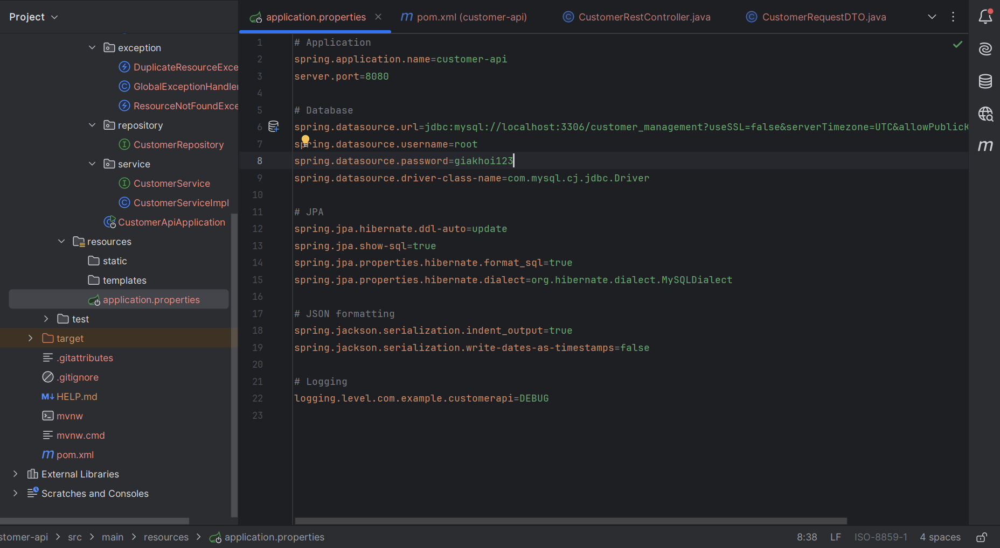 Project
exception
DuplicateResourceExce
GlobalExceptionHandler
ResourceNotFoundExce
repository
CustomerRepository
service
CustomerService
CustomerServiceImpl
CustomerApiApplication
resources
static
templates
application.properties
test
target
.gitattributes
.gitignore
M↓ HELP.md
mvnw
mvnw.cmd
m pom.xml
External Libraries
Scratches and Consoles
application.properties
m pom.xml (customer-api)
CustomerRestController.java
CustomerRequestDTO.java
1 # Application
2 spring.application.name=customer-api
3 server.port=8080
4
5 # Database
6 spring.datasource.url=jdbc:mysql://localhost:3306/customer_management?useSSL=false&serverTimezone=UTC&allowPublicK
7 spring.datasource.username=root
8 spring.datasource.password=giakhoi123
9 spring.datasource.driver-class-name=com.mysql.cj.jdbc.Driver
10
11 # JPA
12 spring.jpa.hibernate.ddl-auto=update
13 spring.jpa.show-sql=true
14 spring.jpa.properties.hibernate.format_sql=true
15 spring.jpa.properties.hibernate.dialect=org.hibernate.dialect.MySQLDialect
16
17 # JSON formatting
18 spring.jackson.serialization.indent_output=true
19 spring.jackson.serialization.write-dates-as-timestamps=false
20
21 # Logging
22 logging.level.com.example.customerapi=DEBUG
23
m
stomer-api > src > main > resources > application.properties
8:38 LF ISO-8859-1 4 spaces